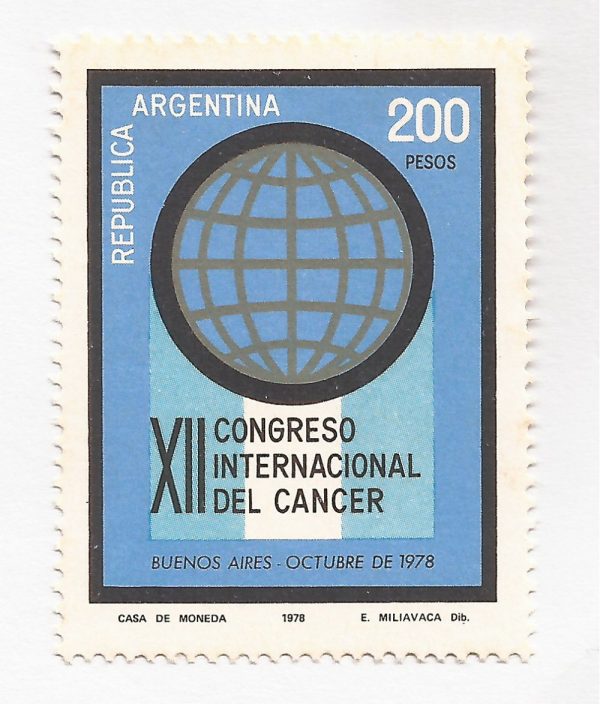 REPUBLICA
ARGENTINA
200
PESOS
XII CONGRESO
INTERNACIONAL
DEL CANCER
BUENOS AIRES - OCTUBRE DE 1978
CASA DE MONEDA 1978 E. MILIAVACA Dib.